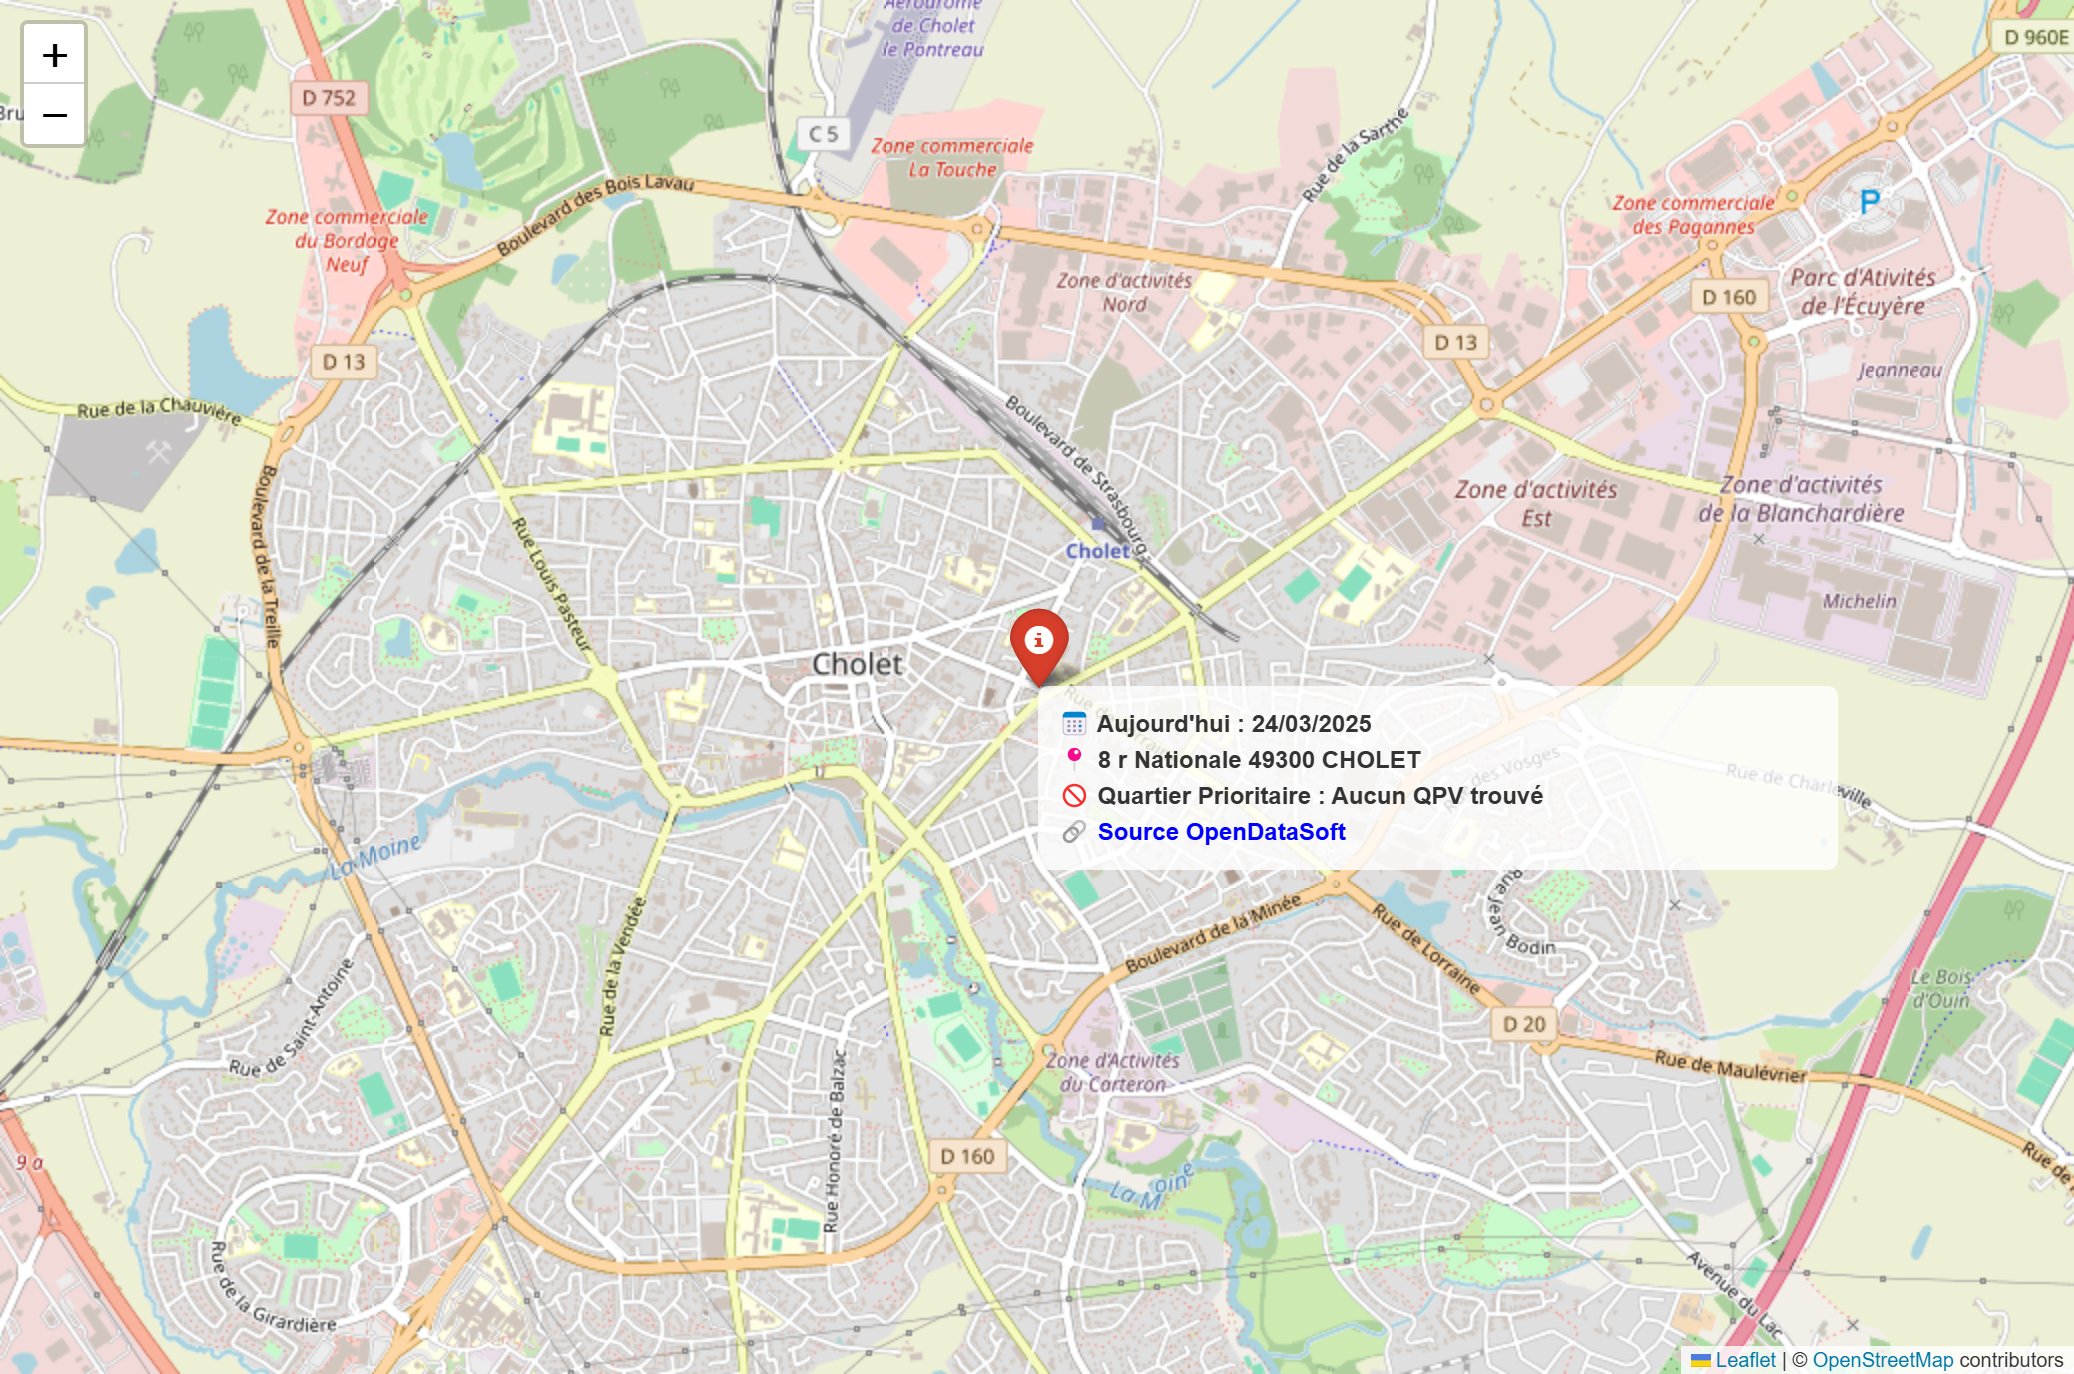 +
−
Aérodrome
de Cholet
le Pontreau
D 960E
D 752
Bru
C 5
Zone commerciale
La Touche
Rue de la Sarthe
Boulevard des Bois Lavau
Zone commerciale
des Pagannes
P
Zone commerciale
du Bordage
Neuf
Zone d'activités
Nord
D 160
Parc d'Ativités
de l'Écuyère
D 13
D 13
Jeanneau
Rue de la Chauvière
Boulevard de Strasbourg
Zone d'activités
Est
Zone d'activités
de la Blanchardière
Boulevard de la Treille
Rue Louis Pasteur
Cholet
Michelin
Cholet
Aujourd'hui : 24/03/2025
8 r Nationale 49300 CHOLET
Quartier Prioritaire : Aucun QPV trouvé
Source OpenDataSoft
des Vosges
Rue de Charleville
La Moine
Rue de la Vendée
Rue Jean Bodin
Boulevard de la Minée
Rue de Lorraine
Le Bois
d'Ouin
Rue de Saint-Antoine
D 20
Rue de Maulévrier
Zone d'Activités
du Carteron
Rue Honoré de Balzac
9 a
D 160
La Moine
Rue de
Rue de la Girardière
Avenue du Lac
Leaflet | © OpenStreetMap contributors